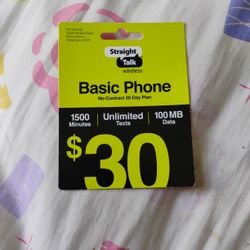 Straight
Talk
wireless
Basic Phone
No-Contract 30-Day Plan
1500
Minutes
Unlimited
Texts
100 MB
Data
$30